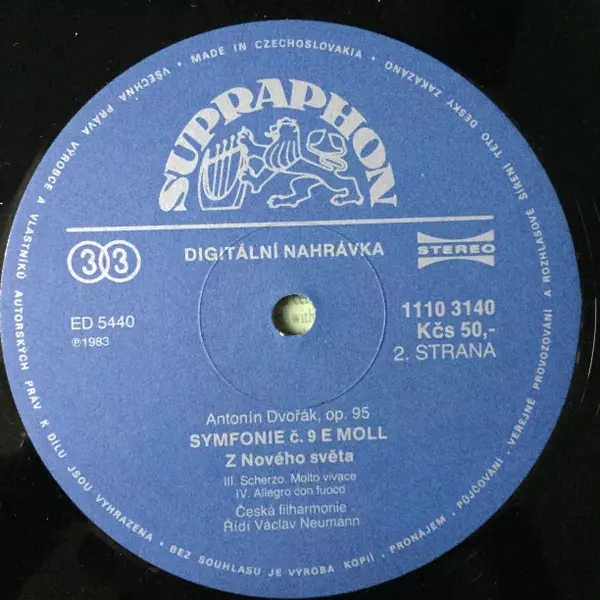 SUPRAPHON
33
DIGITÁLNÍ NAHRÁVKA
STEREO
ED 5440
℗1983
1110 3140
Kčs 50,-
2. STRANA
Antonín Dvořák, op. 95
SYMFONIE č. 9 E MOLL
Z Nového světa
III. Scherzo. Molto vivace
IV. Allegro con fuoco
Česká filharmonie
Řídí Václav Neumann
MADE IN CZECHOSLOVAKIA • VŠECHNA PRÁVA VÝROBCE A VLASTNÍKŮ AUTORSKÝCH PRÁV K DÍLU JSOU VYHRAZENA • BEZ SOUHLASU JE VÝROBA KOPIÍ, PRONÁJEM, PŮJČOVÁNÍ, VEREJNÉ PROVOZOVÁNÍ A ROZHLASOVÉ ŠÍŘENÍ TÉTO DESKY ZAKÁZÁNO •
with